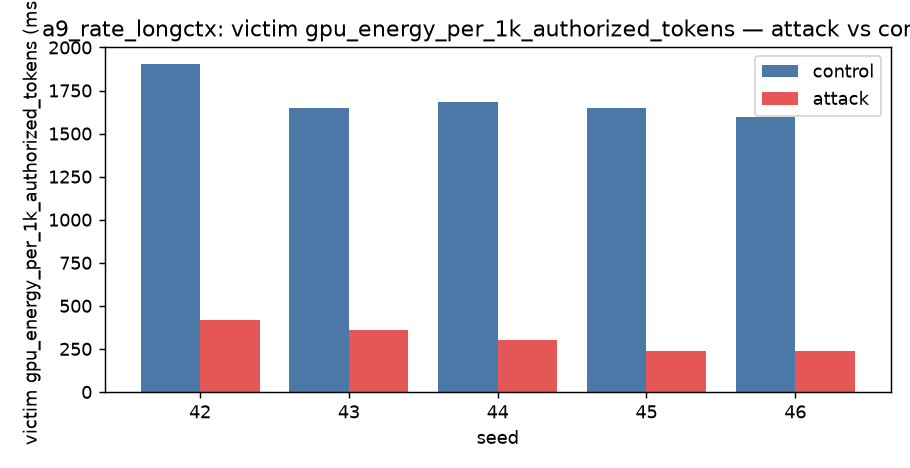 a9_rate_longctx: victim gpu_energy_per_1k_authorized_tokens — attack vs cor
victim gpu_energy_per_1k_authorized_tokens (ms
2000
1750
1500
1250
1000
750
500
250
0
control
attack
42 43 44 45 46
seed